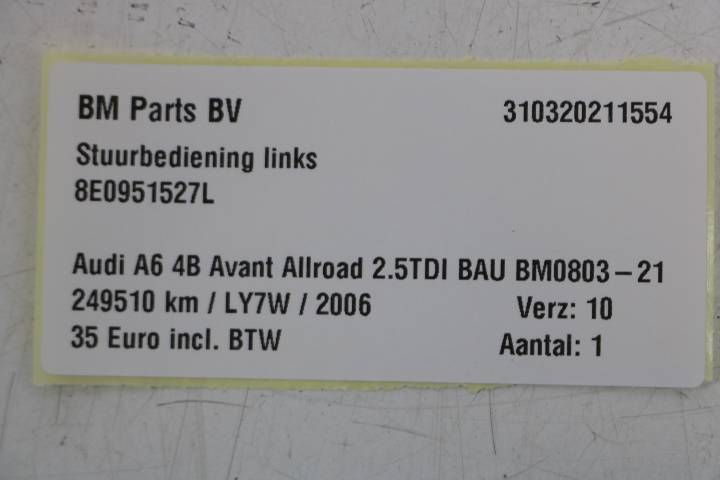 BM Parts BV 310320211554
Stuurbediening links
8E0951527L
Audi A6 4B Avant Allroad 2.5TDI BAU BM0803-21
249510 km / LY7W / 2006 Verz: 10
35 Euro incl. BTW Aantal: 1